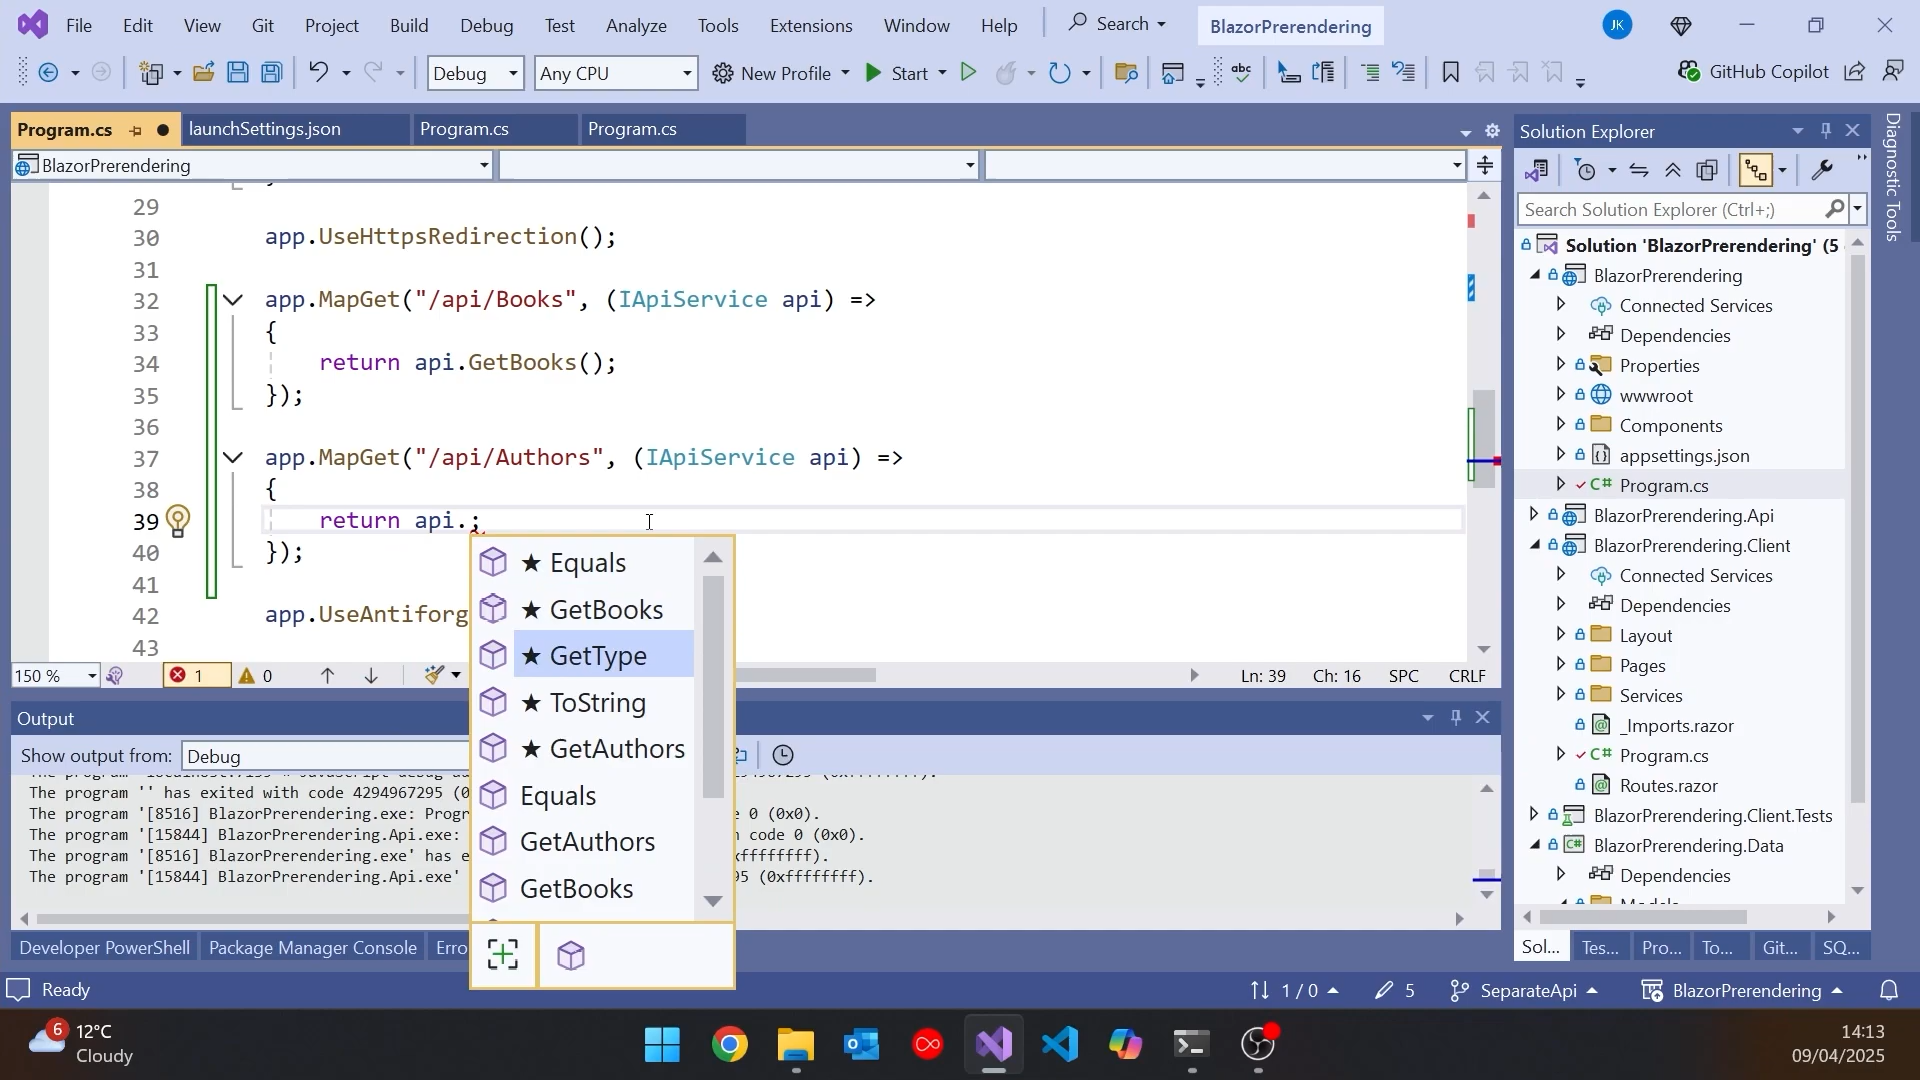 File Edit View Git Project Build Debug Test Analyze Tools Extensions Window Help Search BlazorPrerendering JK
Debug Any CPU New Profile Start abc GitHub Copilot
Program.cs launchSettings.json Program.cs Program.cs
BlazorPrerendering
29
30 app.UseHttpsRedirection();
31
32 app.MapGet("/api/Books", (IApiService api) =>
33 {
34 return api.GetBooks();
35 });
36
37 app.MapGet("/api/Authors", (IApiService api) =>
38 {
39 return api.;
40 });
41
42 app.UseAntiforg
43
★ Equals
★ GetBooks
★ GetType
★ ToString
★ GetAuthors
Equals
GetAuthors
GetBooks
150 % 1 0 Ln: 39 Ch: 16 SPC CRLF
Output
Show output from: Debug
The program '' has exited with code 4294967295 (0
The program '[8516] BlazorPrerendering.exe: Progr e 0 (0x0).
The program '[15844] BlazorPrerendering.Api.exe: n code 0 (0x0).
The program '[8516] BlazorPrerendering.exe' has e xffffffff).
The program '[15844] BlazorPrerendering.Api.exe' 95 (0xffffffff).
Developer PowerShell Package Manager Console Erro
Solution Explorer
Search Solution Explorer (Ctrl+;)
Solution 'BlazorPrerendering' (5
BlazorPrerendering
Connected Services
Dependencies
Properties
wwwroot
Components
appsettings.json
C# Program.cs
BlazorPrerendering.Api
BlazorPrerendering.Client
Connected Services
Dependencies
Layout
Pages
Services
_Imports.razor
C# Program.cs
Routes.razor
BlazorPrerendering.Client.Tests
C# BlazorPrerendering.Data
Dependencies
Sol... Tes... Pro... To... Git... SQ...
Diagnostic Tools
Ready 1 / 0 5 SeparateApi BlazorPrerendering
6 12°C
Cloudy
14:13
09/04/2025